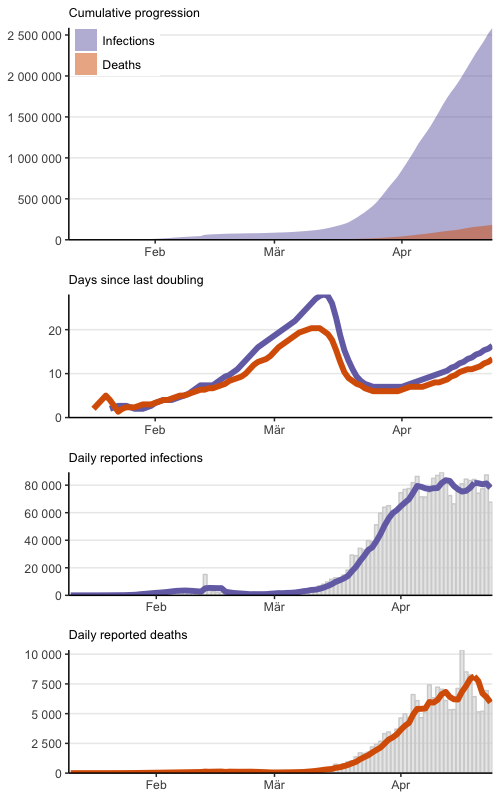 Cumulative progression
2 500 000
2 000 000
1 500 000
1 000 000
500 000
0
Infections
Deaths
Feb Mär Apr
Days since last doubling
20
10
0
Feb Mär Apr
Daily reported infections
80 000
60 000
40 000
20 000
0
Feb Mär Apr
Daily reported deaths
10 000
7 500
5 000
2 500
0
Feb Mär Apr